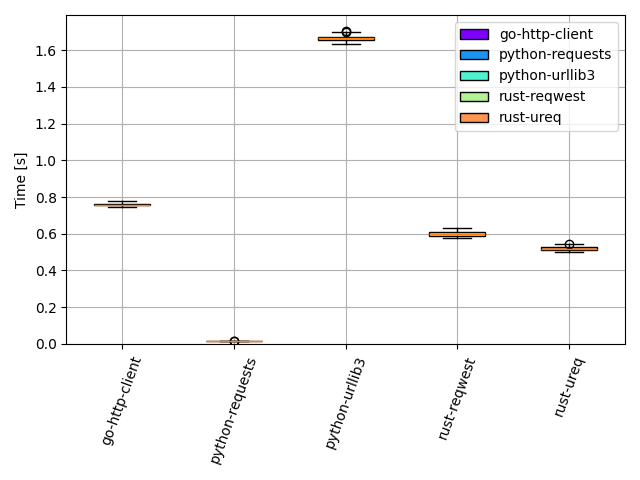 go-http-client
python-requests
python-urllib3
rust-reqwest
rust-ureq
Time [s]
1.6
1.4
1.2
1.0
0.8
0.6
0.4
0.2
0.0
go-http-client
python-requests
python-urllib3
rust-reqwest
rust-ureq